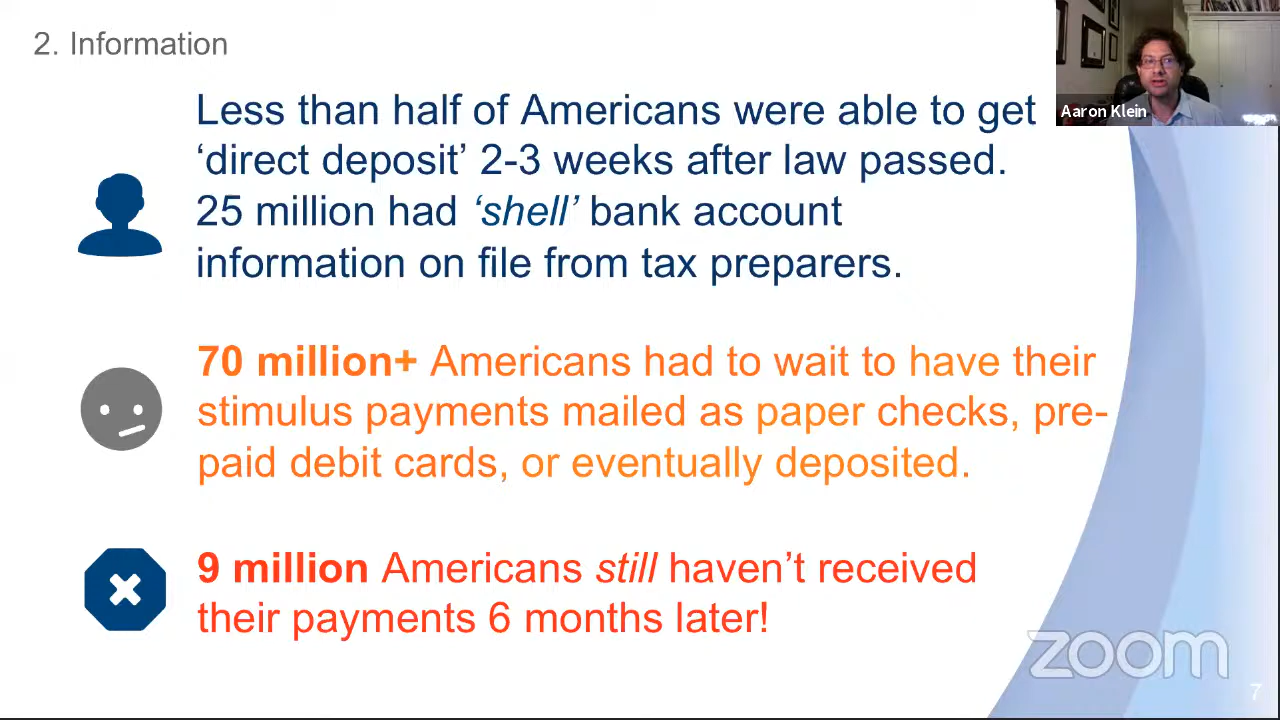 2. Information
Aaron Klein
Less than half of Americans were able to get
‘direct deposit’ 2-3 weeks after law passed.
25 million had ‘shell’ bank account
information on file from tax preparers.
70 million+ Americans had to wait to have their
stimulus payments mailed as paper checks, pre-
paid debit cards, or eventually deposited.
9 million Americans still haven’t received
their payments 6 months later!
zoom
7